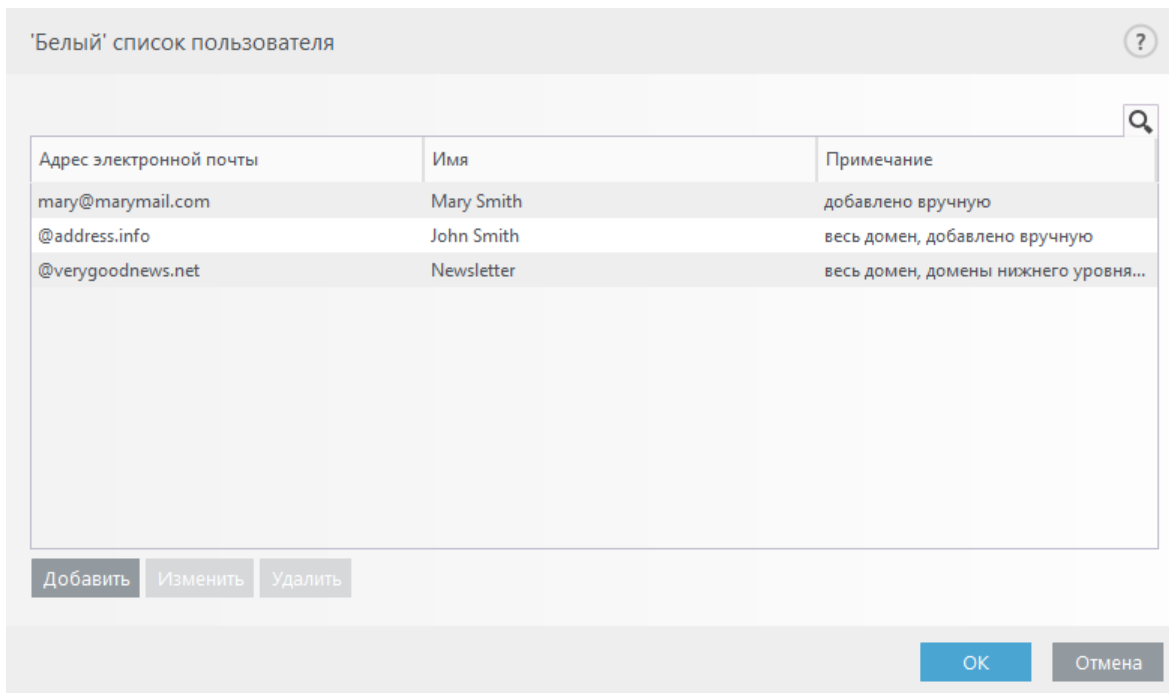 'Белый' список пользователя
?
Адрес электронной почты Имя Примечание
mary@marymail.com Mary Smith добавлено вручную
@address.info John Smith весь домен, добавлено вручную
@verygoodnews.net Newsletter весь домен, домены нижнего уровня...
Добавить Изменить Удалить
OK Отмена